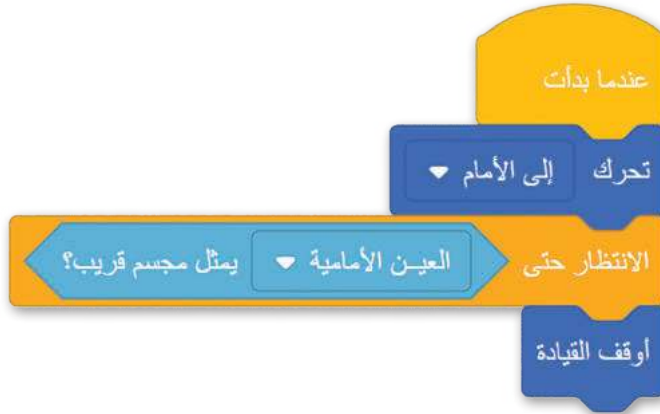 عندما بدأت
تحرك إلى الأمام
الانتظار حتى العين الأمامية يمثل مجسم قريب؟
أوقف القيادة